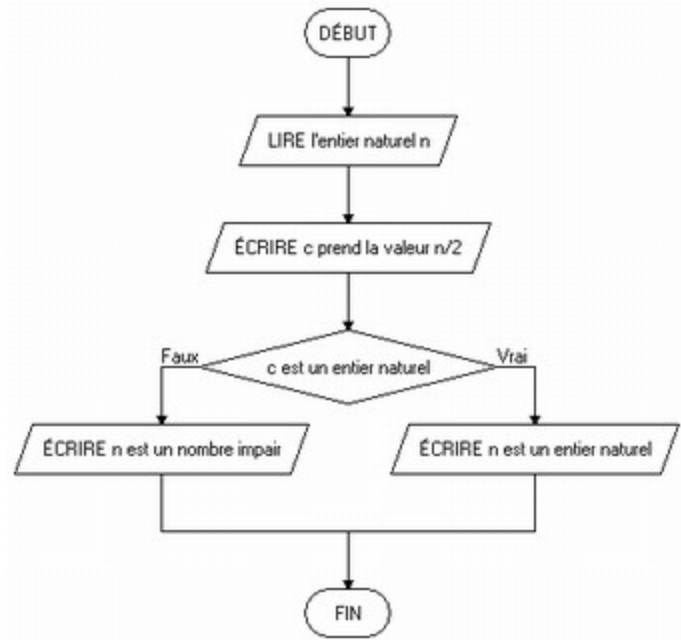 DÉBUT
LIRE l'entier naturel n
ÉCRIRE c prend la valeur n/2
Faux
c est un entier naturel
Vrai
ÉCRIRE n est un nombre impair
ÉCRIRE n est un entier naturel
FIN